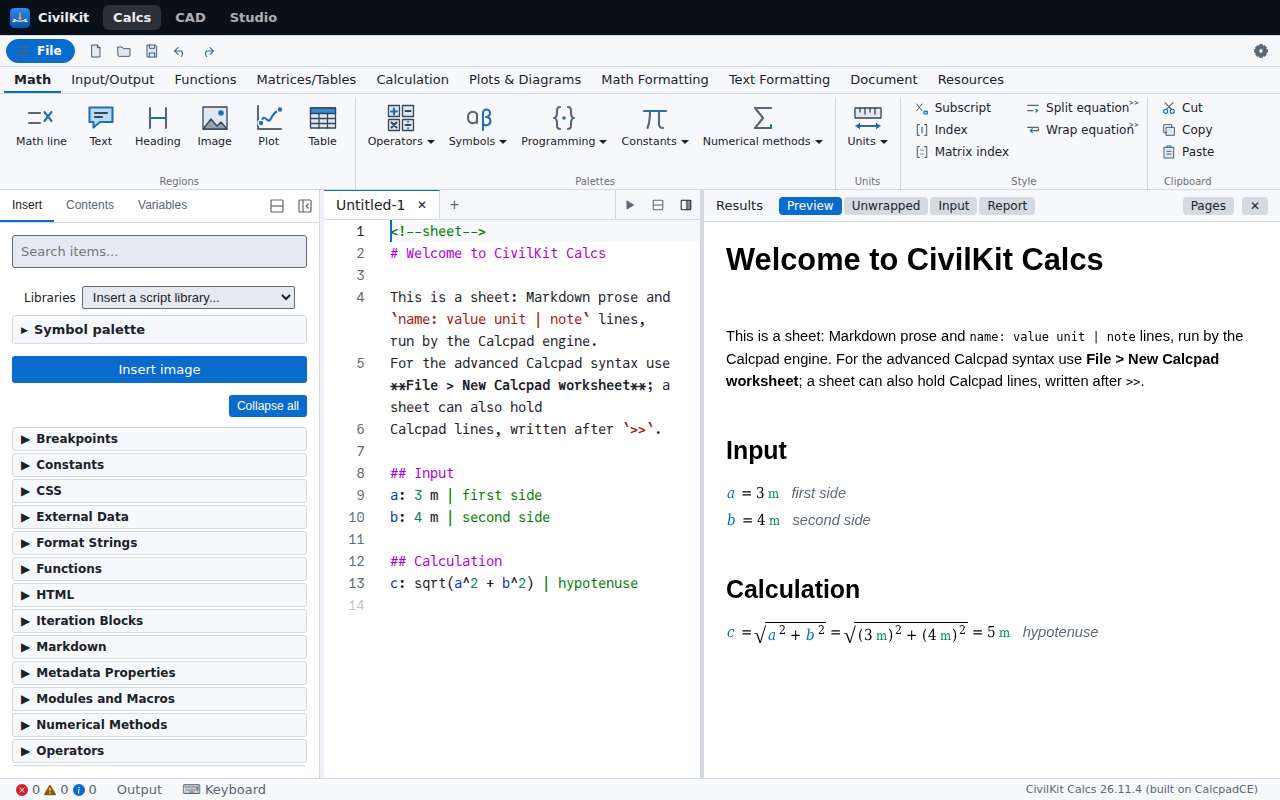 CivilKit Calcs CAD Studio
File
Math Input/Output Functions Matrices/Tables Calculation Plots & Diagrams Math Formatting Text Formatting Document Resources
Math line Text Heading Image Plot Table
Regions
Operators Symbols Programming Constants Numerical methods
Palettes
Units
Units
Subscript Split equation >>
Index Wrap equation >>
Matrix index
Style
Cut
Copy
Paste
Clipboard
Insert Contents Variables
Search items...
Libraries Insert a script library...
▸ Symbol palette
Insert image
Collapse all
▶ Breakpoints
▶ Constants
▶ CSS
▶ External Data
▶ Format Strings
▶ Functions
▶ HTML
▶ Iteration Blocks
▶ Markdown
▶ Metadata Properties
▶ Modules and Macros
▶ Numerical Methods
▶ Operators
Untitled-1 ✕ +
1 <!--sheet-->
2 # Welcome to CivilKit Calcs
3
4 This is a sheet: Markdown prose and
`name: value unit | note` lines,
run by the Calcpad engine.
5 For the advanced Calcpad syntax use
**File > New Calcpad worksheet**; a
sheet can also hold
6 Calcpad lines, written after `>>`.
7
8 ## Input
9 a: 3 m | first side
10 b: 4 m | second side
11
12 ## Calculation
13 c: sqrt(a^2 + b^2) | hypotenuse
14
Results Preview Unwrapped Input Report Pages ✕
Welcome to CivilKit Calcs
This is a sheet: Markdown prose and name: value unit | note lines, run by the
Calcpad engine. For the advanced Calcpad syntax use File > New Calcpad
worksheet; a sheet can also hold Calcpad lines, written after >>.
Input
a = 3 m first side
b = 4 m second side
Calculation
c = √a² + b² = √(3 m)² + (4 m)² = 5 m hypotenuse
0 0 0 Output Keyboard
CivilKit Calcs 26.11.4 (built on CalcpadCE)